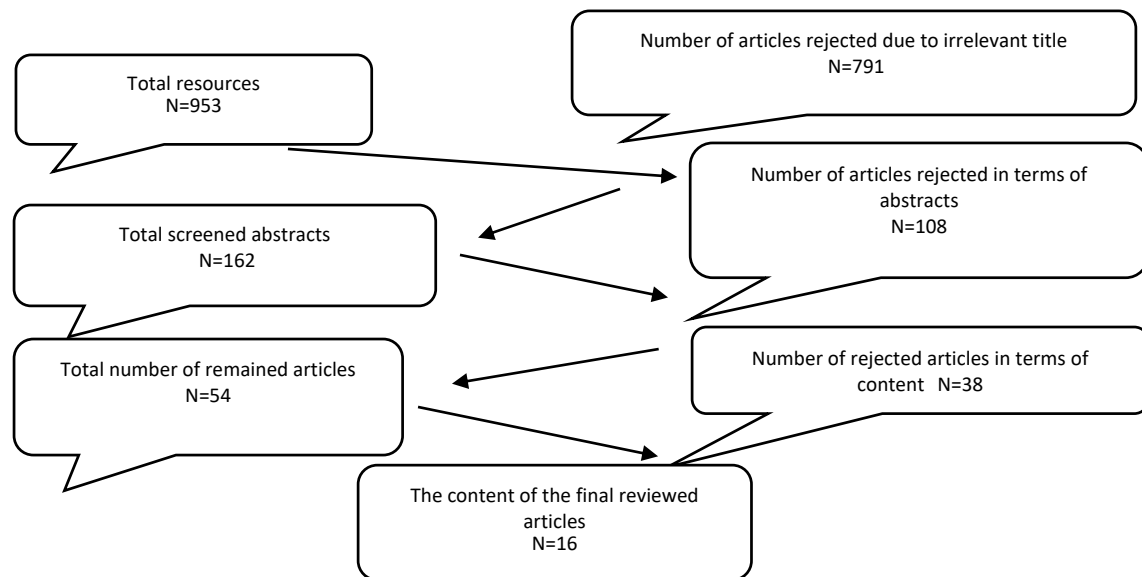 Number of articles rejected due to irrelevant title
N=791
Total resources
N=953
Number of articles rejected in terms of
abstracts
N=108
Total screened abstracts
N=162
Number of rejected articles in terms of
content N=38
Total number of remained articles
N=54
The content of the final reviewed
articles
N=16